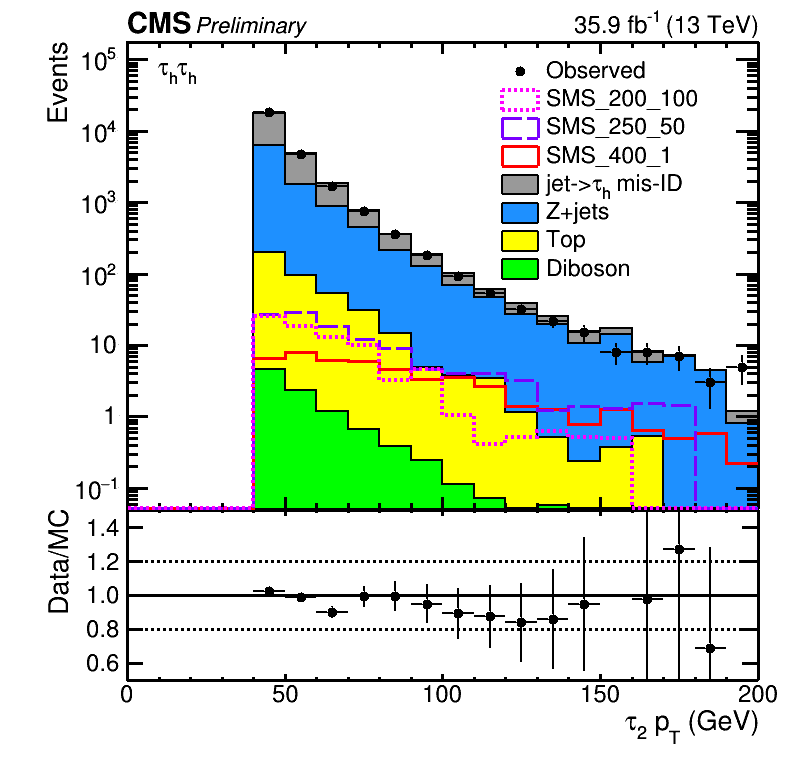 CMS Preliminary 35.9 fb⁻¹ (13 TeV)
τₕτₕ
Observed
SMS_200_100
SMS_250_50
SMS_400_1
jet->τₕ mis-ID
Z+jets
Top
Diboson
Events
10⁵
10⁴
10³
10²
10
1
10⁻¹
Data/MC
1.4
1.2
1.0
0.8
0.6
0 50 100 150 200
τ₂ p_T (GeV)